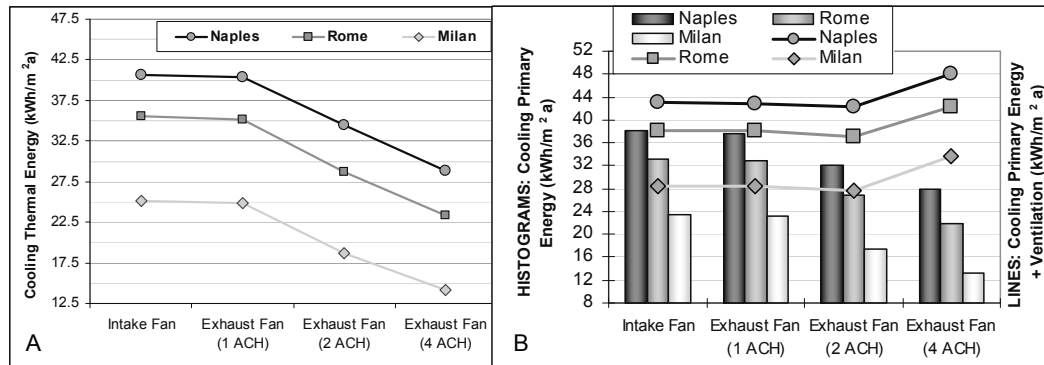 47.5
42.5
37.5
32.5
27.5
22.5
17.5
12.5
Cooling Thermal Energy (kWh/m ²a)
Naples Rome Milan
Intake Fan Exhaust Fan Exhaust Fan Exhaust Fan
(1 ACH) (2 ACH) (4 ACH)
A
Naples Rome
Milan Naples
Rome Milan
52
48
44
40
36
32
28
24
20
16
12
8
HISTOGRAMS: Cooling Primary
Energy (kWh/m ² a)
LINES: Cooling Primary Energy
+ Ventilation (kWh/m ² a)
Intake Fan Exhaust Fan Exhaust Fan Exhaust Fan
(1 ACH) (2 ACH) (4 ACH)
B